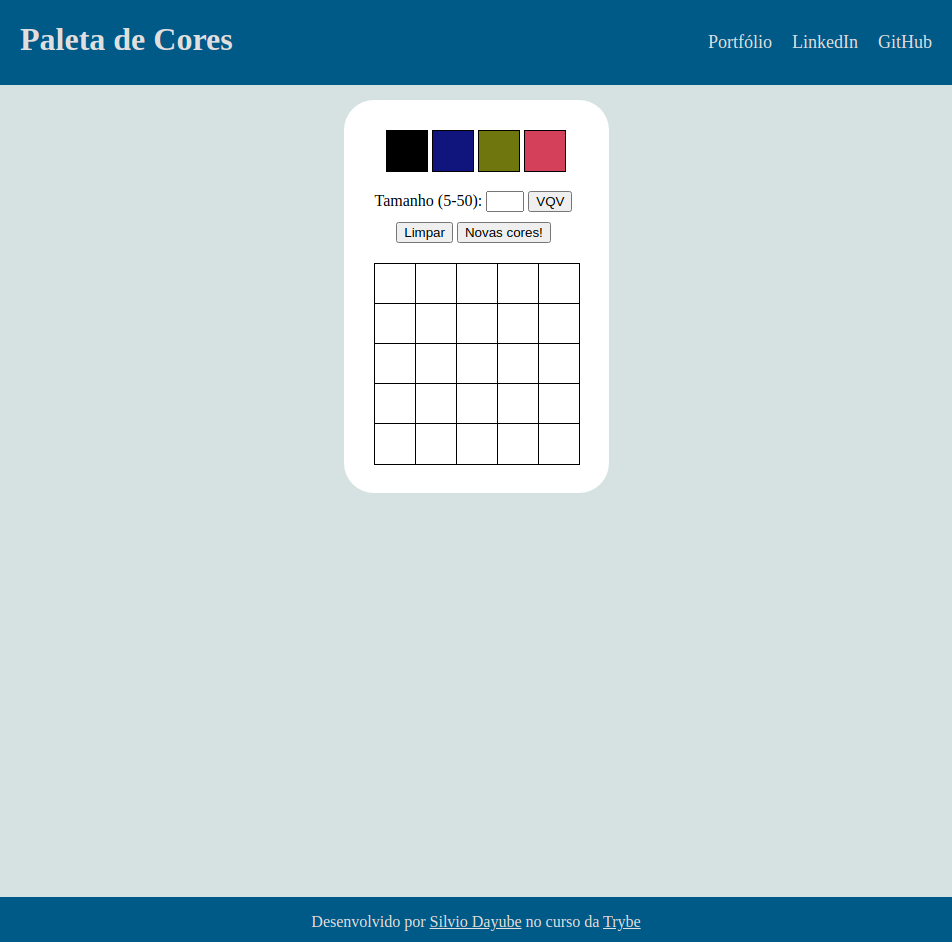 Paleta de Cores
Portfólio LinkedIn GitHub
Tamanho (5-50): VQV
Limpar Novas cores!
Desenvolvido por Silvio Dayube no curso da Trybe